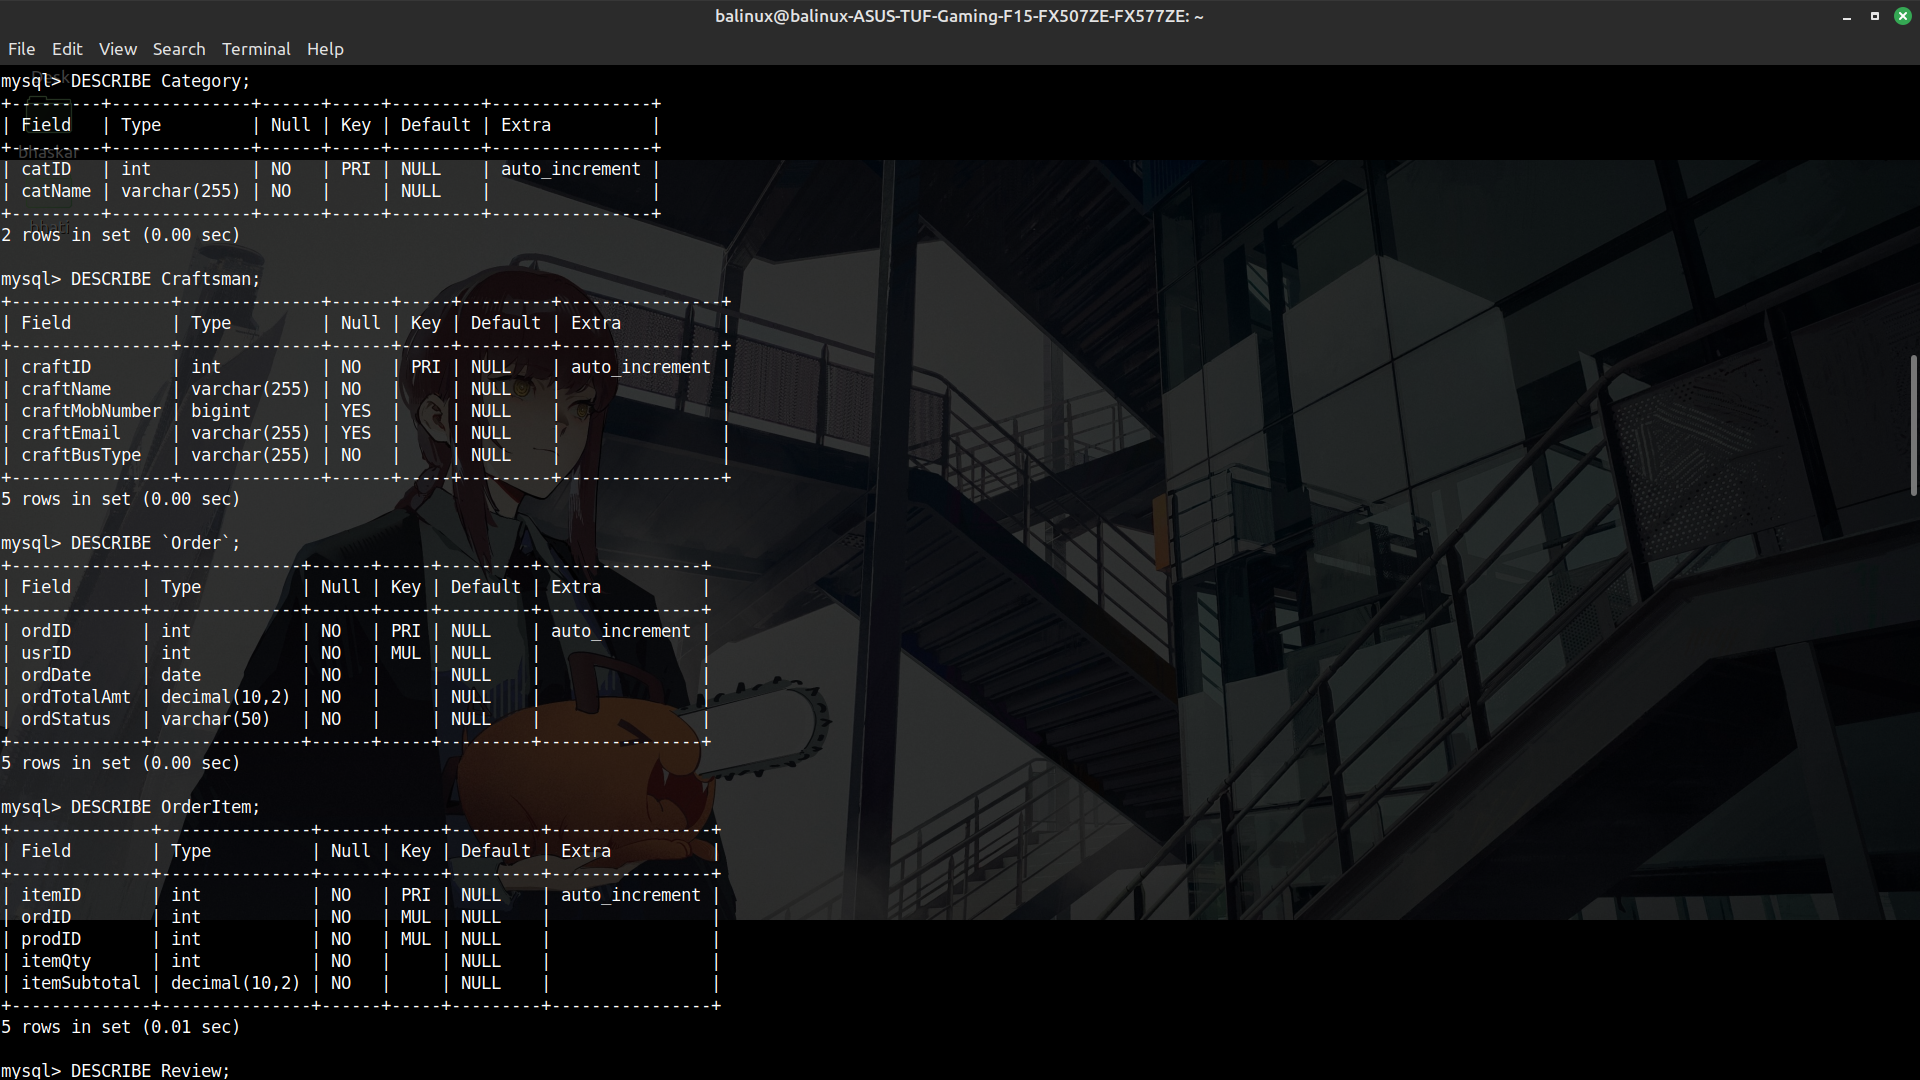 balinux@balinux-ASUS-TUF-Gaming-F15-FX507ZE-FX577ZE: ~
File Edit View Search Terminal Help
Desk
mysql> DESCRIBE Category;
+---------+--------------+------+-----+---------+----------------+
| Field   | Type         | Null | Key | Default | Extra          |
+---------+--------------+------+-----+---------+----------------+
bhaskar
| catID   | int          | NO   | PRI | NULL    | auto_increment |
| catName | varchar(255) | NO   |     | NULL    |                |
+---------+--------------+------+-----+---------+----------------+
2 rows in set (0.00 sec)

mysql> DESCRIBE Craftsman;
+----------------+--------------+------+-----+---------+----------------+
| Field          | Type         | Null | Key | Default | Extra          |
+----------------+--------------+------+-----+---------+----------------+
| craftID        | int          | NO   | PRI | NULL    | auto_increment |
| craftName      | varchar(255) | NO   |     | NULL    |                |
| craftMobNumber | bigint       | YES  |     | NULL    |                |
| craftEmail     | varchar(255) | YES  |     | NULL    |                |
| craftBusType   | varchar(255) | NO   |     | NULL    |                |
+----------------+--------------+------+-----+---------+----------------+
5 rows in set (0.00 sec)

mysql> DESCRIBE `Order`;
+-------------+---------------+------+-----+---------+----------------+
| Field       | Type          | Null | Key | Default | Extra          |
+-------------+---------------+------+-----+---------+----------------+
| ordID       | int           | NO   | PRI | NULL    | auto_increment |
| usrID       | int           | NO   | MUL | NULL    |                |
| ordDate     | date          | NO   |     | NULL    |                |
| ordTotalAmt | decimal(10,2) | NO   |     | NULL    |                |
| ordStatus   | varchar(50)   | NO   |     | NULL    |                |
+-------------+---------------+------+-----+---------+----------------+
5 rows in set (0.00 sec)

mysql> DESCRIBE OrderItem;
+--------------+---------------+------+-----+---------+----------------+
| Field        | Type          | Null | Key | Default | Extra          |
+--------------+---------------+------+-----+---------+----------------+
| itemID       | int           | NO   | PRI | NULL    | auto_increment |
| ordID        | int           | NO   | MUL | NULL    |                |
| prodID       | int           | NO   | MUL | NULL    |                |
| itemQty      | int           | NO   |     | NULL    |                |
| itemSubtotal | decimal(10,2) | NO   |     | NULL    |                |
+--------------+---------------+------+-----+---------+----------------+
5 rows in set (0.01 sec)

mysql> DESCRIBE Review;